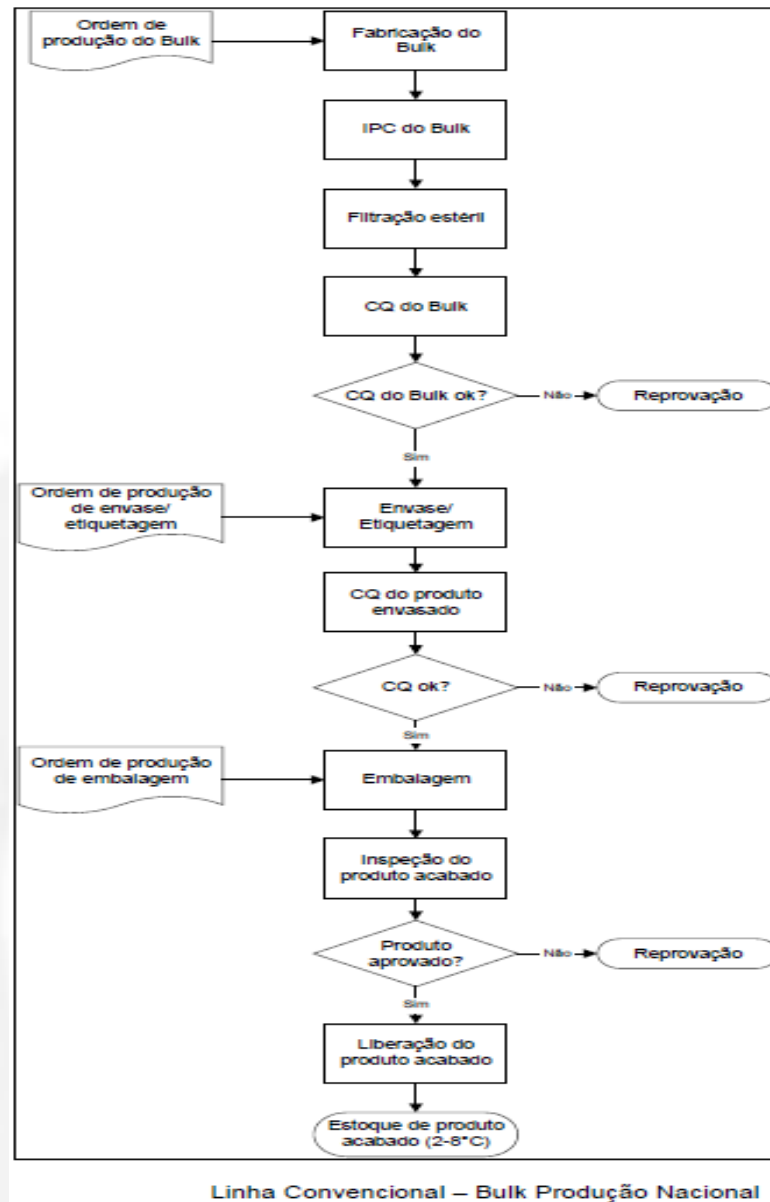 Ordem de
produção do Bulk
Fabricação do
Bulk
IPC do Bulk
Filtração estéril
CQ do Bulk
CQ do Bulk ok?
Não
Reprovação
Sim
Ordem de produção
de envase/
etiquetagem
Envase/
Etiquetagem
CQ do produto
envasado
CQ ok?
Não
Reprovação
Sim
Ordem de produção
de embalagem
Embalagem
Inspeção do
produto acabado
Produto
aprovado?
Não
Reprovação
Sim
Liberação do
produto acabado
Estoque de produto
acabado (2-8°C)
Linha Convencional – Bulk Produção Nacional